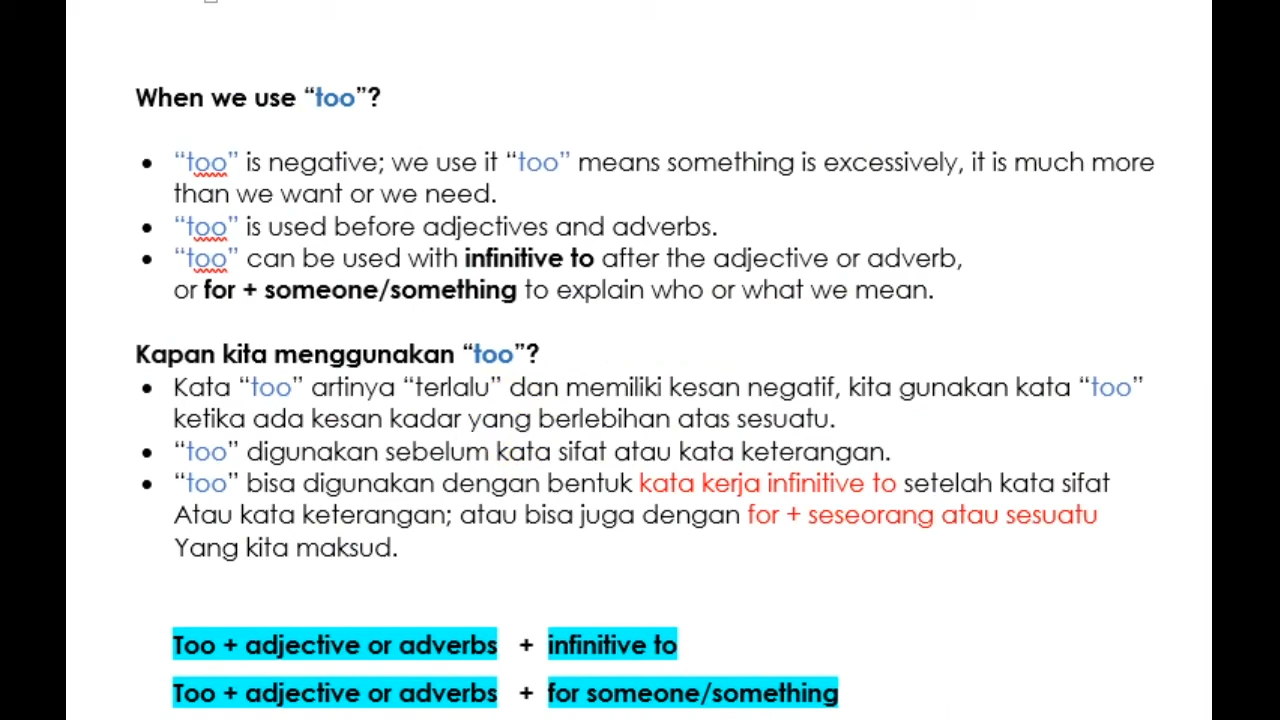 When we use “too”?
• “too” is negative; we use it “too” means something is excessively, it is much more
than we want or we need.
• “too” is used before adjectives and adverbs.
• “too” can be used with infinitive to after the adjective or adverb,
or for + someone/something to explain who or what we mean.
Kapan kita menggunakan “too”?
• Kata “too” artinya “terlalu” dan memiliki kesan negatif, kita gunakan kata “too”
ketika ada kesan kadar yang berlebihan atas sesuatu.
• “too” digunakan sebelum kata sifat atau kata keterangan.
• “too” bisa digunakan dengan bentuk kata kerja infinitive to setelah kata sifat
Atau kata keterangan; atau bisa juga dengan for + seseorang atau sesuatu
Yang kita maksud.
Too + adjective or adverbs + infinitive to
Too + adjective or adverbs + for someone/something